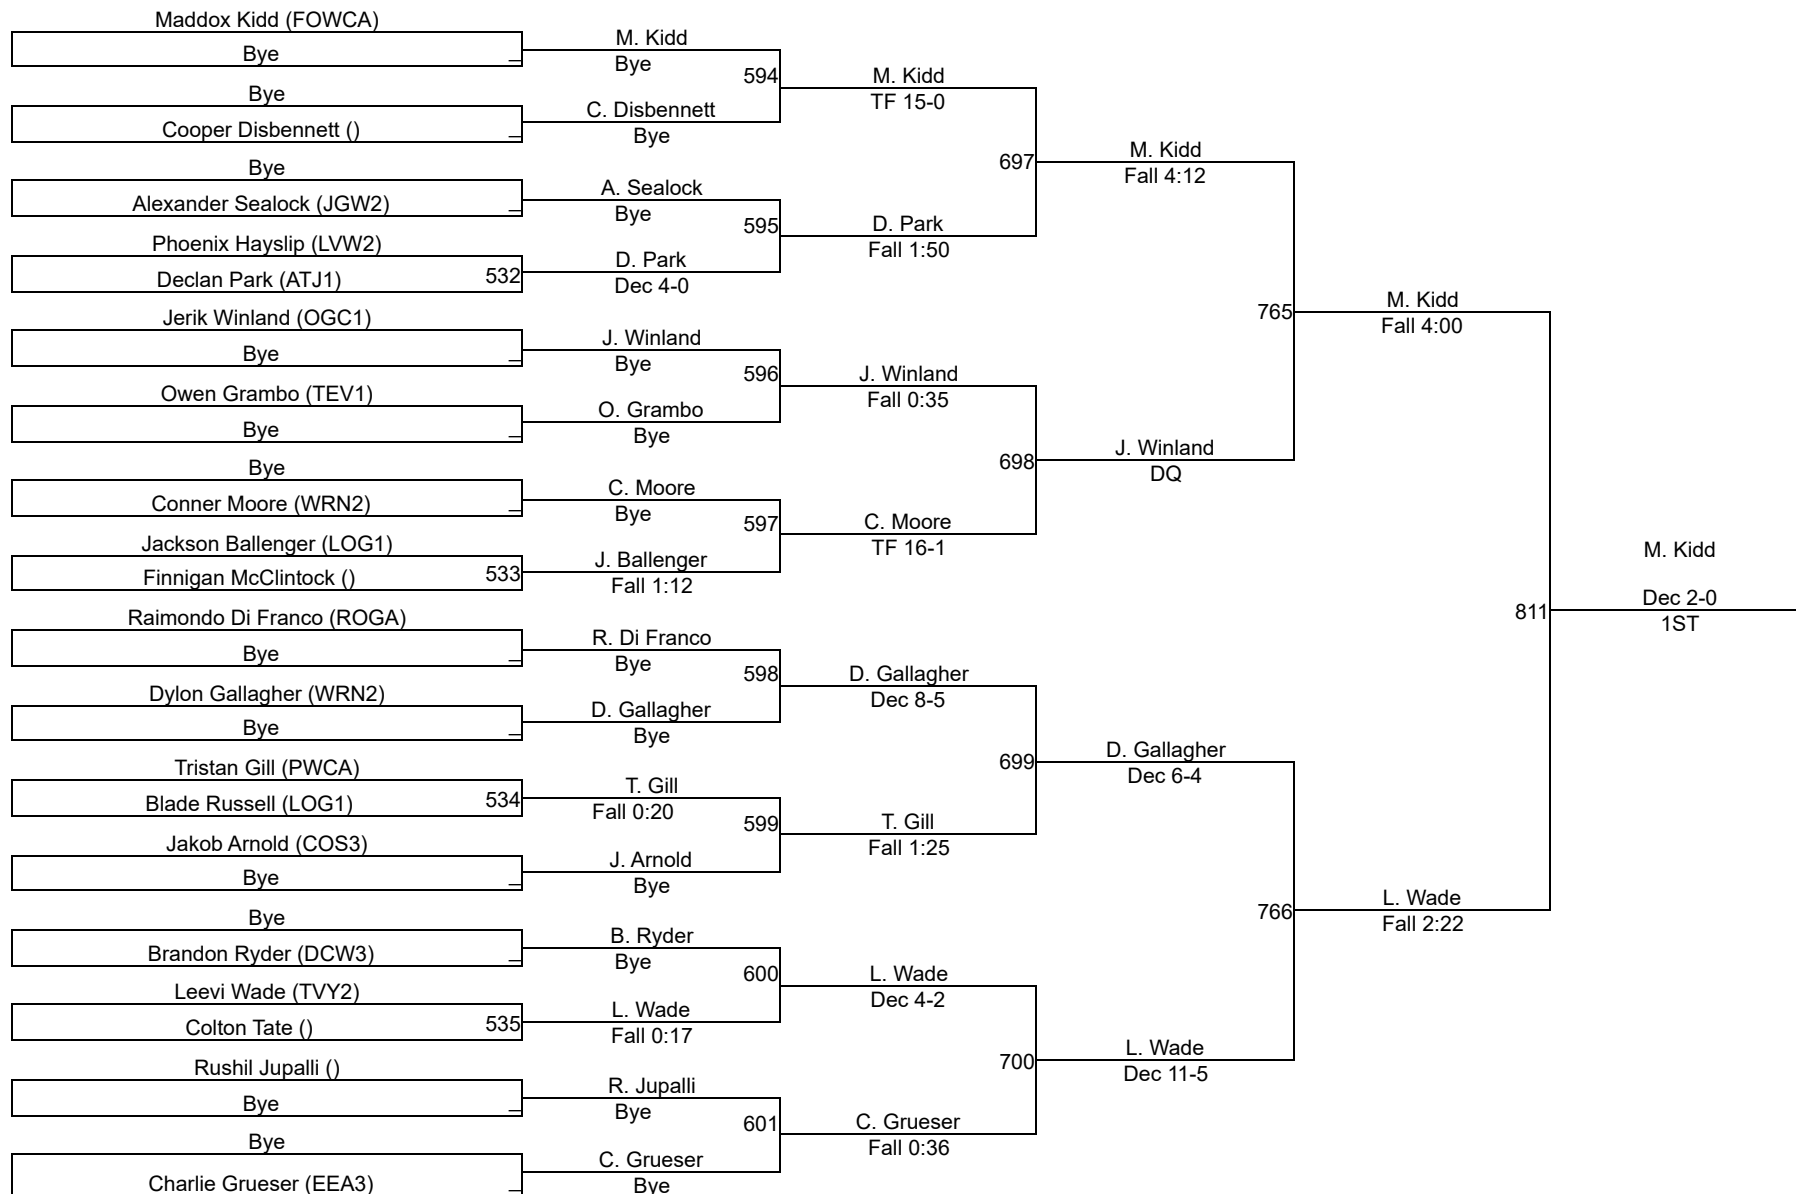 Maddox Kidd (FOWCA)
Bye
Bye
Cooper Disbennett ()
Bye
Alexander Sealock (JGW2)
Phoenix Hayslip (LVW2)
Declan Park (ATJ1)
532
Jerik Winland (OGC1)
Bye
Owen Grambo (TEV1)
Bye
Bye
Conner Moore (WRN2)
Jackson Ballenger (LOG1)
Finnigan McClintock ()
533
Raimondo Di Franco (ROGA)
Bye
Dylon Gallagher (WRN2)
Bye
Tristan Gill (PWCA)
Blade Russell (LOG1)
534
Jakob Arnold (COS3)
Bye
Bye
Brandon Ryder (DCW3)
Leevi Wade (TVY2)
Colton Tate ()
535
Rushil Jupalli ()
Bye
Bye
Charlie Grueser (EEA3)
M. Kidd
Bye
594
C. Disbennett
Bye
A. Sealock
Bye
595
D. Park
Dec 4-0
J. Winland
Bye
596
O. Grambo
Bye
C. Moore
Bye
597
J. Ballenger
Fall 1:12
R. Di Franco
Bye
598
D. Gallagher
Bye
T. Gill
Fall 0:20
599
J. Arnold
Bye
B. Ryder
Bye
600
L. Wade
Fall 0:17
R. Jupalli
Bye
601
C. Grueser
Bye
M. Kidd
TF 15-0
697
D. Park
Fall 1:50
J. Winland
Fall 0:35
698
C. Moore
TF 16-1
D. Gallagher
Dec 8-5
699
T. Gill
Fall 1:25
L. Wade
Dec 4-2
700
C. Grueser
Fall 0:36
M. Kidd
Fall 4:12
765
J. Winland
DQ
D. Gallagher
Dec 6-4
766
L. Wade
Dec 11-5
M. Kidd
Fall 4:00
811
L. Wade
Fall 2:22
M. Kidd
Dec 2-0
1ST